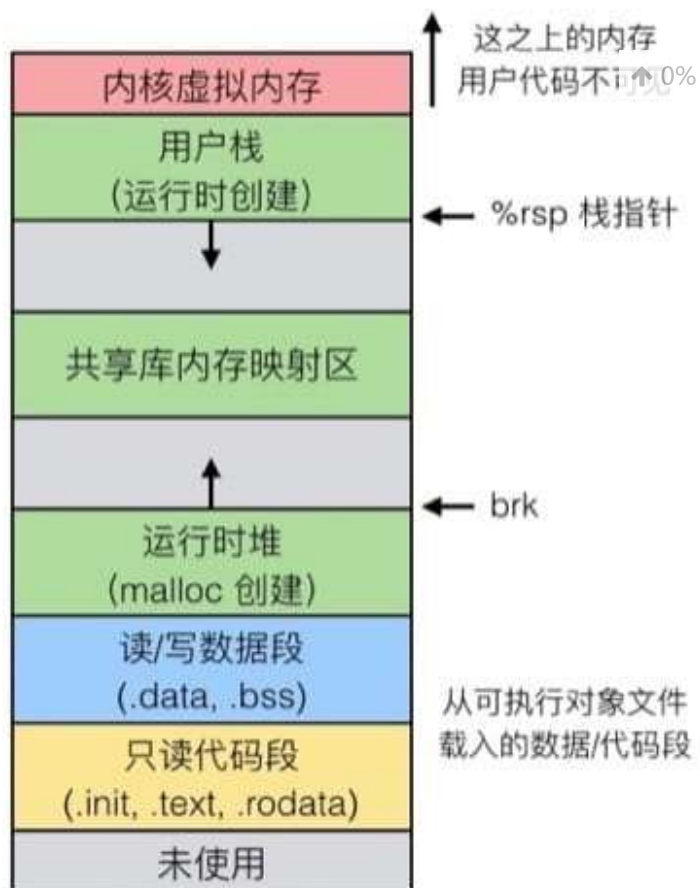 这之上的内存
用户代码不可见
0%
内核虚拟内存
用户栈
(运行时创建)
%rsp 栈指针
共享库内存映射区
brk
运行时堆
(malloc 创建)
读/写数据段
(.data, .bss)
从可执行对象文件
载入的数据/代码段
只读代码段
(.init, .text, .rodata)
未使用